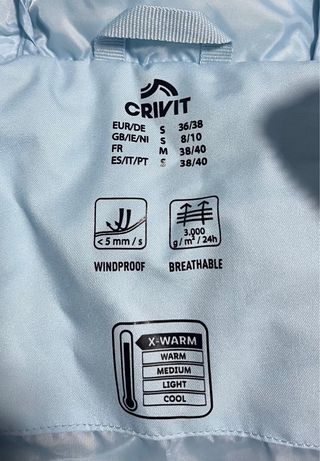 CRIVIT
EUR/DE S 36/38
GB/IE/NI S 8/10
FR M 38/40
ES/IT/PT S 38/40
< 5 mm / s
3.000
g / m² / 24h
WINDPROOF
BREATHABLE
X-WARM
WARM
MEDIUM
LIGHT
COOL